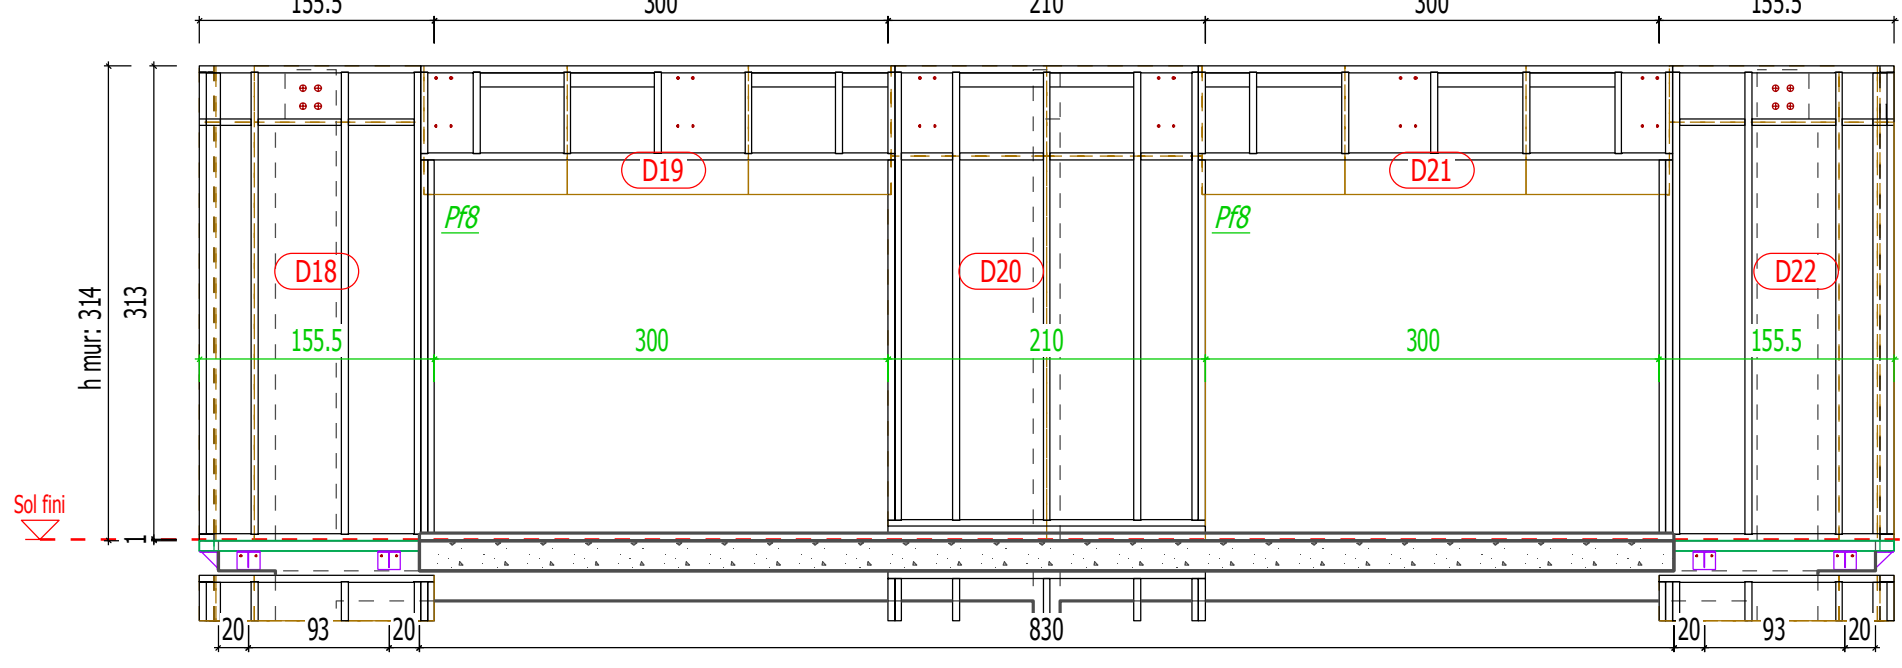 155.5 300 210 300 155.5
h mur: 314
313
D19 D21
Pf8 Pf8
D18 D20 D22
155.5 300 210 300 155.5
Sol fini
1
20 93 20 830 20 93 20